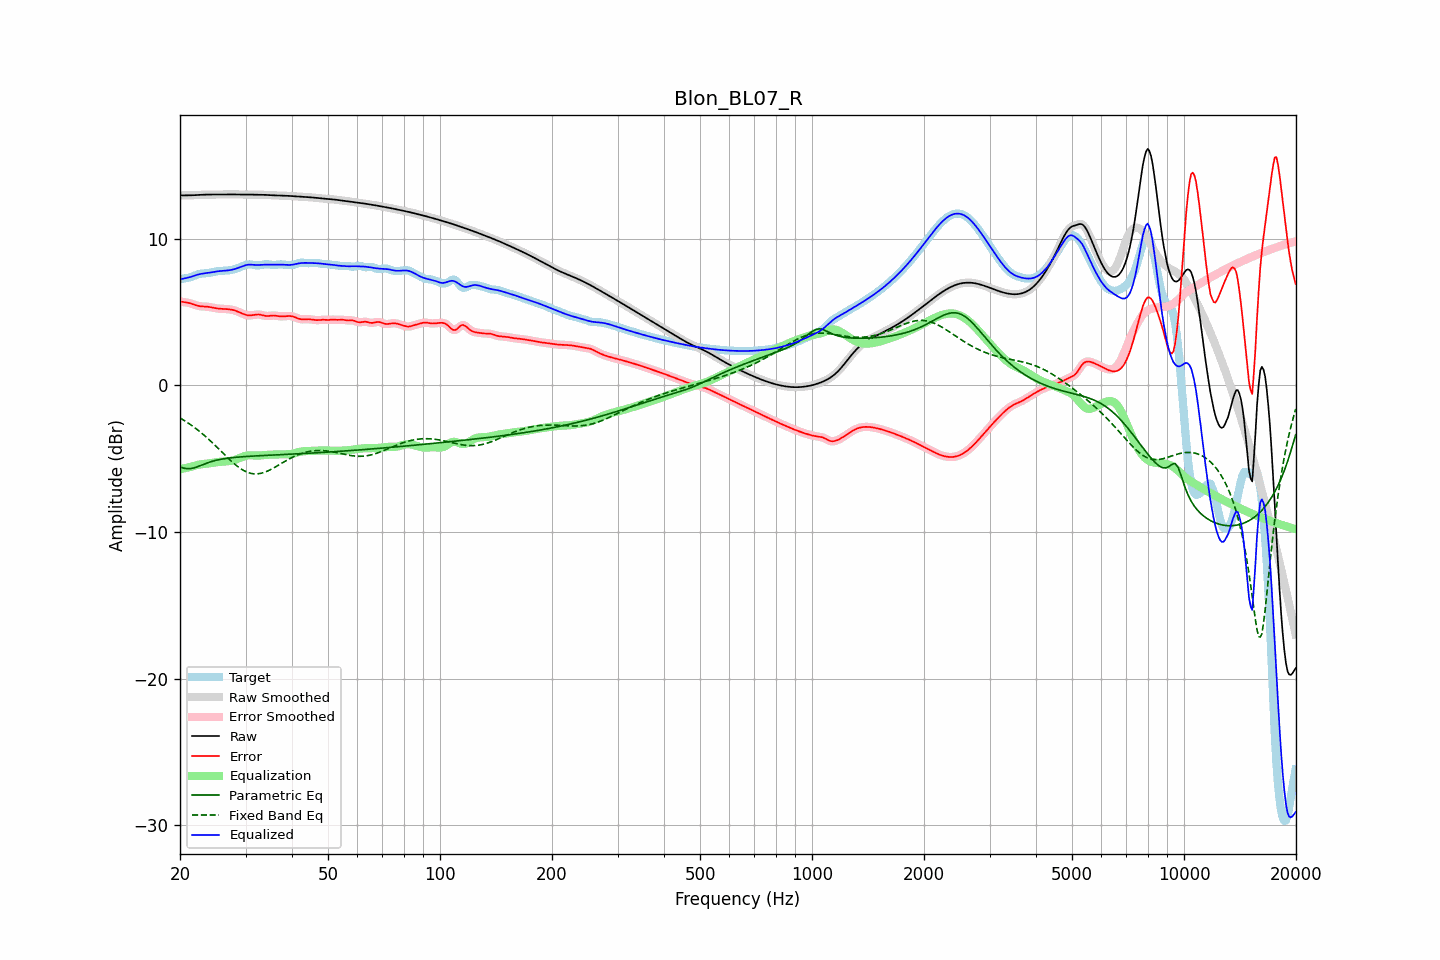 Blon_BL07_R
Amplitude (dBr)
10
0
−10
−20
−30
Target
Raw Smoothed
Error Smoothed
Raw
Error
Equalization
Parametric Eq
Fixed Band Eq
Equalized
20 50 100 200 500 1000 2000 5000 10000 20000
Frequency (Hz)